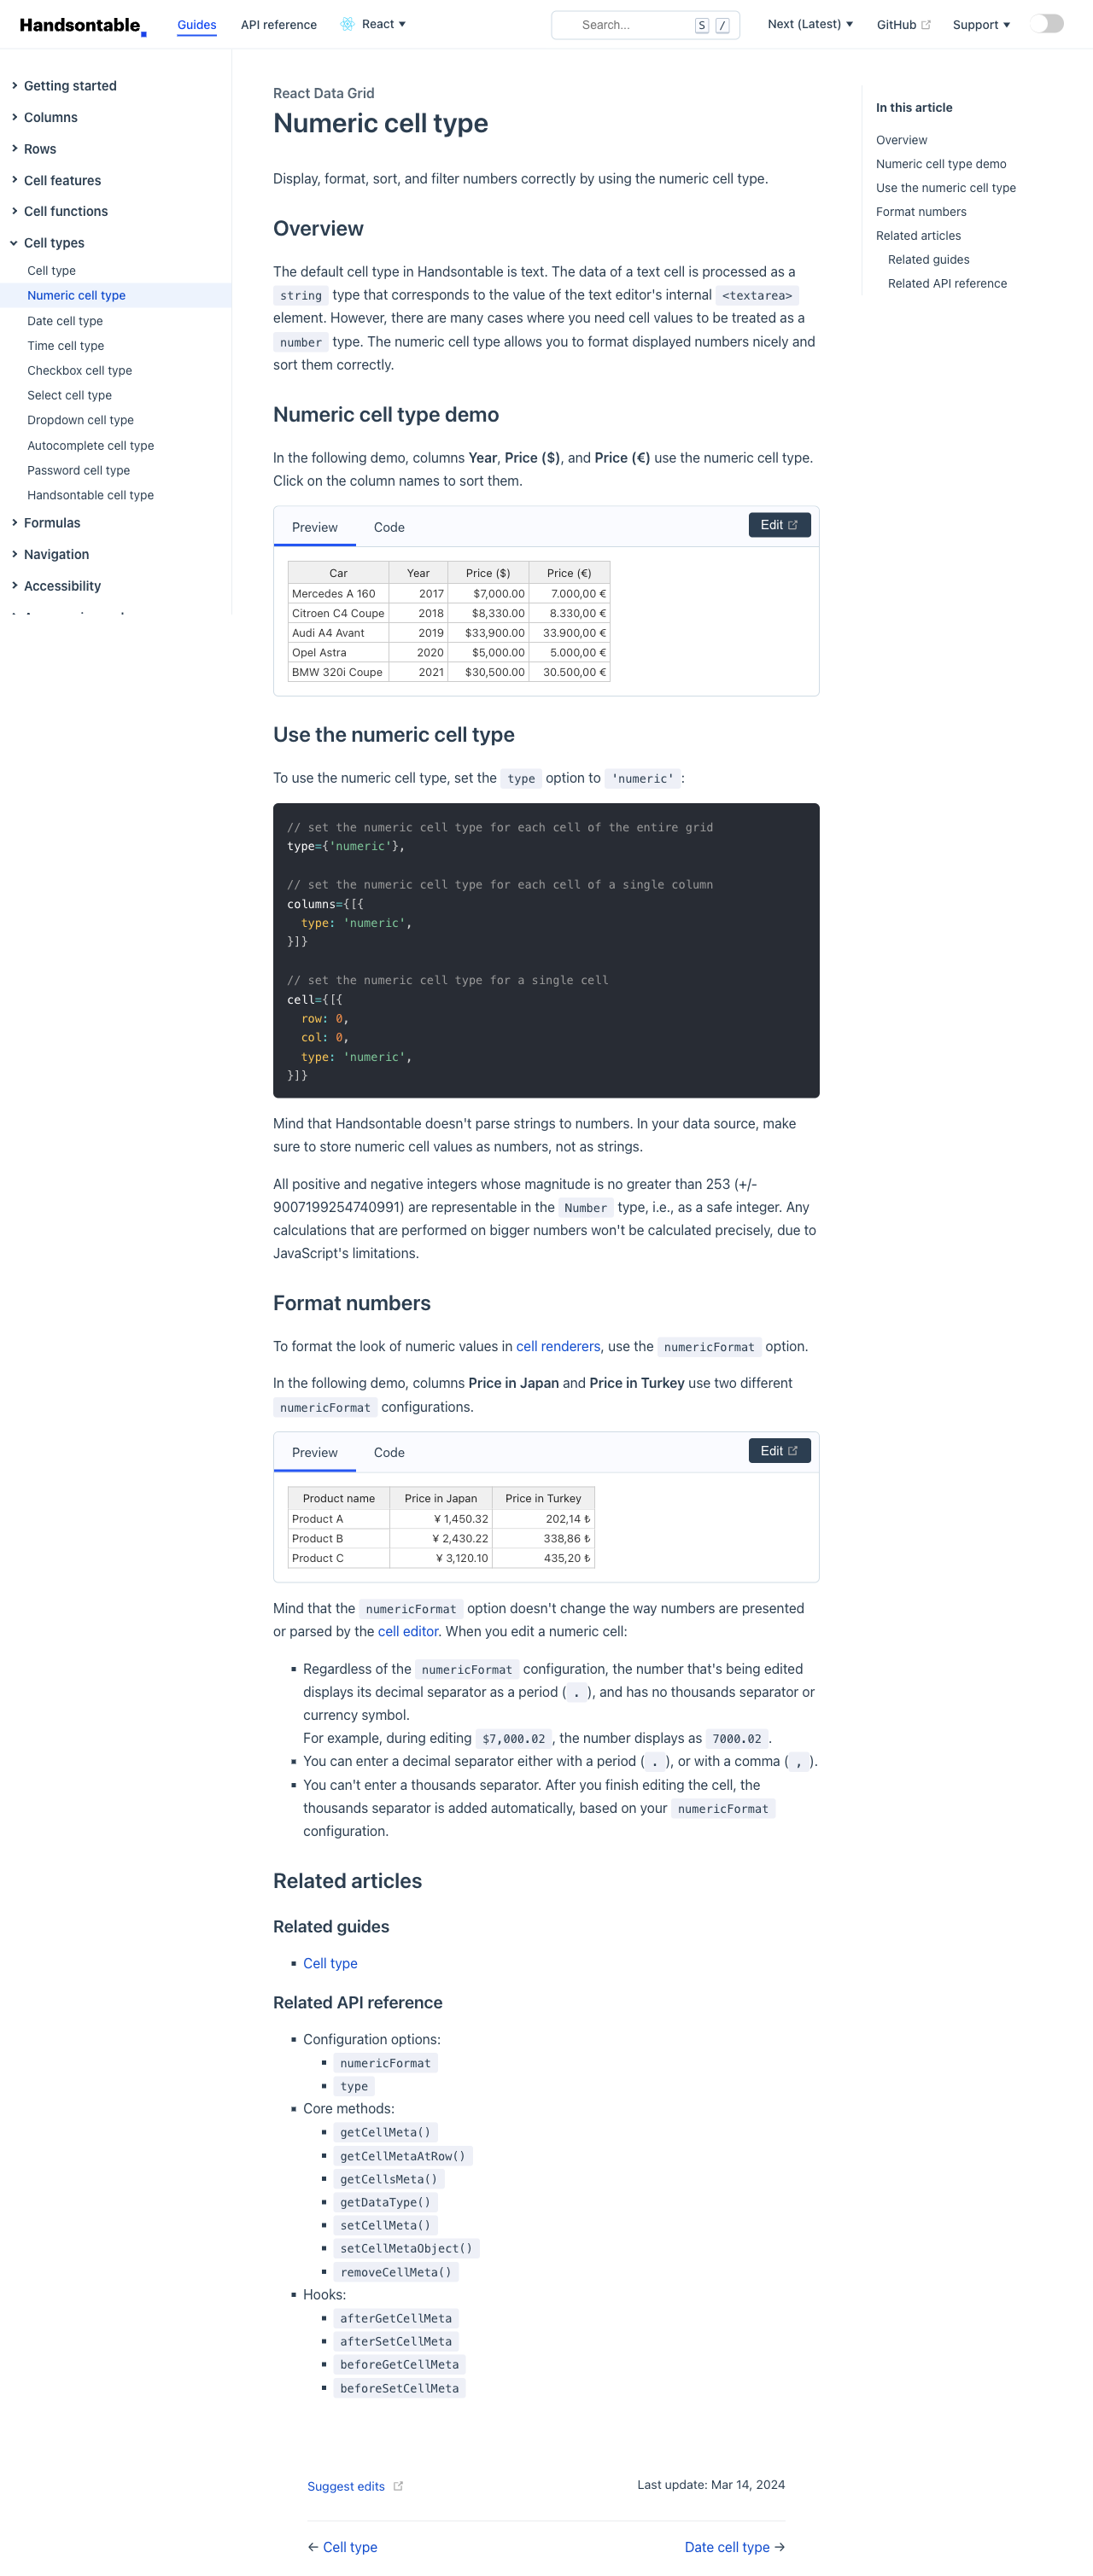 Handsontable
Guides
API reference
React
Search...
S
/
Next (Latest)
GitHub
Support
Getting started
Columns
Rows
Cell features
Cell functions
Cell types
Cell type
Numeric cell type
Date cell type
Time cell type
Checkbox cell type
Select cell type
Dropdown cell type
Autocomplete cell type
Password cell type
Handsontable cell type
Formulas
Navigation
Accessibility
React Data Grid
Numeric cell type
Display, format, sort, and filter numbers correctly by using the numeric cell type.
Overview
The default cell type in Handsontable is text. The data of a text cell is processed as a
string type that corresponds to the value of the text editor's internal <textarea>
element. However, there are many cases where you need cell values to be treated as a
number type. The numeric cell type allows you to format displayed numbers nicely and
sort them correctly.
Numeric cell type demo
In the following demo, columns Year, Price ($), and Price (€) use the numeric cell type.
Click on the column names to sort them.
Preview
Code
Edit
Car Year Price ($) Price (€)
Mercedes A 160 2017 $7,000.00 7.000,00 €
Citroen C4 Coupe 2018 $8,330.00 8.330,00 €
Audi A4 Avant 2019 $33,900.00 33.900,00 €
Opel Astra 2020 $5,000.00 5.000,00 €
BMW 320i Coupe 2021 $30,500.00 30.500,00 €
Use the numeric cell type
To use the numeric cell type, set the type option to 'numeric' :
// set the numeric cell type for each cell of the entire grid
type={'numeric'},
// set the numeric cell type for each cell of a single column
columns={[{
type: 'numeric',
}]}
// set the numeric cell type for a single cell
cell={[{
row: 0,
col: 0,
type: 'numeric',
}]}
Mind that Handsontable doesn't parse strings to numbers. In your data source, make
sure to store numeric cell values as numbers, not as strings.
All positive and negative integers whose magnitude is no greater than 253 (+/-
9007199254740991) are representable in the Number type, i.e., as a safe integer. Any
calculations that are performed on bigger numbers won't be calculated precisely, due to
JavaScript's limitations.
Format numbers
To format the look of numeric values in cell renderers, use the numericFormat option.
In the following demo, columns Price in Japan and Price in Turkey use two different
numericFormat configurations.
Preview
Code
Edit
Product name Price in Japan Price in Turkey
Product A ¥ 1,450.32 202,14 ₺
Product B ¥ 2,430.22 338,86 ₺
Product C ¥ 3,120.10 435,20 ₺
Mind that the numericFormat option doesn't change the way numbers are presented
or parsed by the cell editor. When you edit a numeric cell:
Regardless of the numericFormat configuration, the number that's being edited
displays its decimal separator as a period ( . ), and has no thousands separator or
currency symbol.
For example, during editing $7,000.02 , the number displays as 7000.02 .
You can enter a decimal separator either with a period ( . ), or with a comma ( , ).
You can't enter a thousands separator. After you finish editing the cell, the
thousands separator is added automatically, based on your numericFormat
configuration.
Related articles
Related guides
Cell type
Related API reference
Configuration options:
numericFormat
type
Core methods:
getCellMeta()
getCellMetaAtRow()
getCellsMeta()
getDataType()
setCellMeta()
setCellMetaObject()
removeCellMeta()
Hooks:
afterGetCellMeta
afterSetCellMeta
beforeGetCellMeta
beforeSetCellMeta
Suggest edits
Last update: Mar 14, 2024
← Cell type
Date cell type →
In this article
Overview
Numeric cell type demo
Use the numeric cell type
Format numbers
Related articles
Related guides
Related API reference